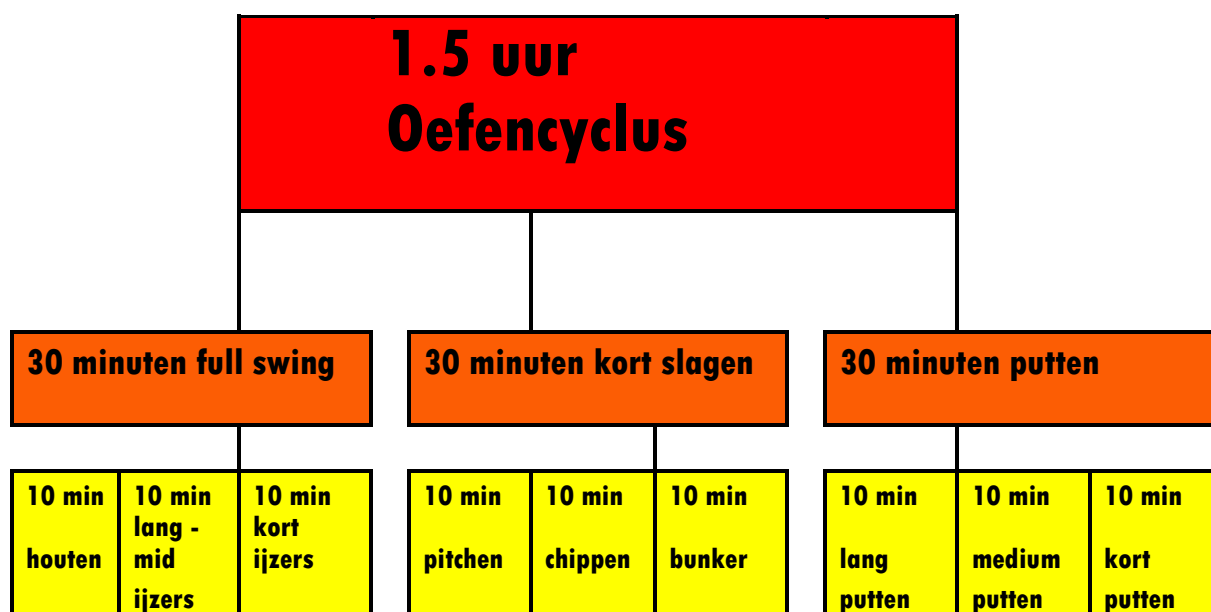 1.5 uur
Oefencyclus
30 minuten full swing
30 minuten kort slagen
30 minuten putten
10 min
houten
10 min
lang -
mid
ijzers
10 min
kort
ijzers
10 min
pitchen
10 min
chippen
10 min
bunker
10 min
lang
putten
10 min
medium
putten
10 min
kort
putten